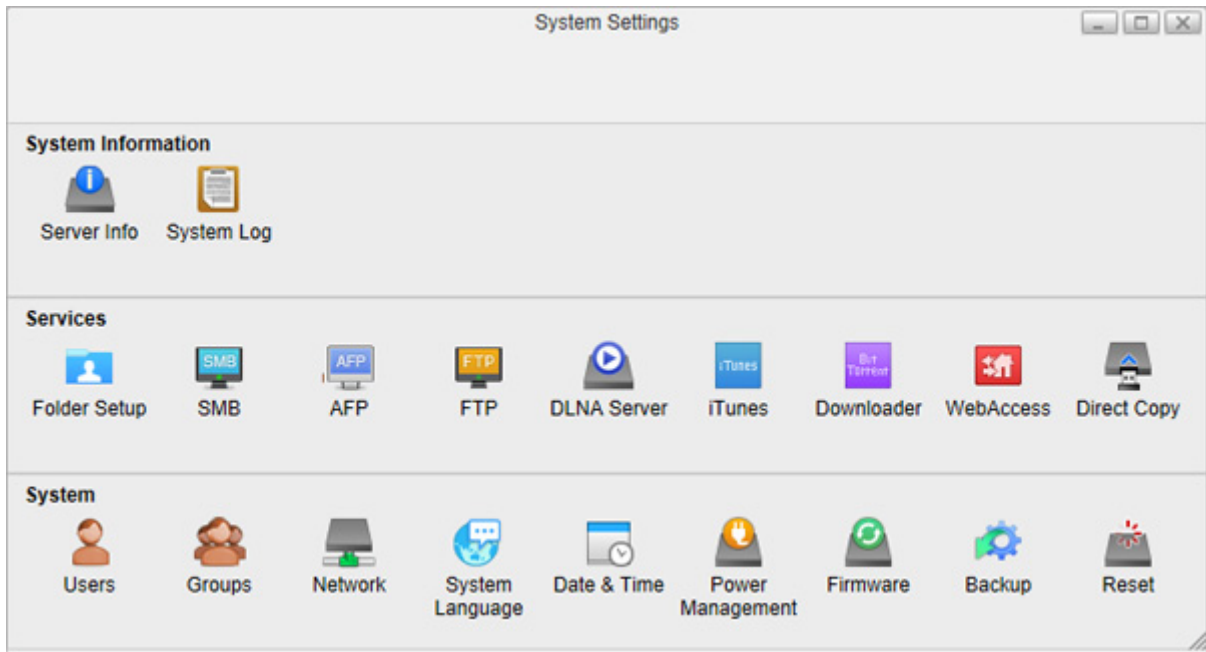 System Settings
System Information
Server Info System Log
Services
SMB AFP FTP iTunes Bit
Torrent
Folder Setup SMB AFP FTP DLNA Server iTunes Downloader WebAccess Direct Copy
System
Users Groups Network System Language Date & Time Power Management Firmware Backup Reset